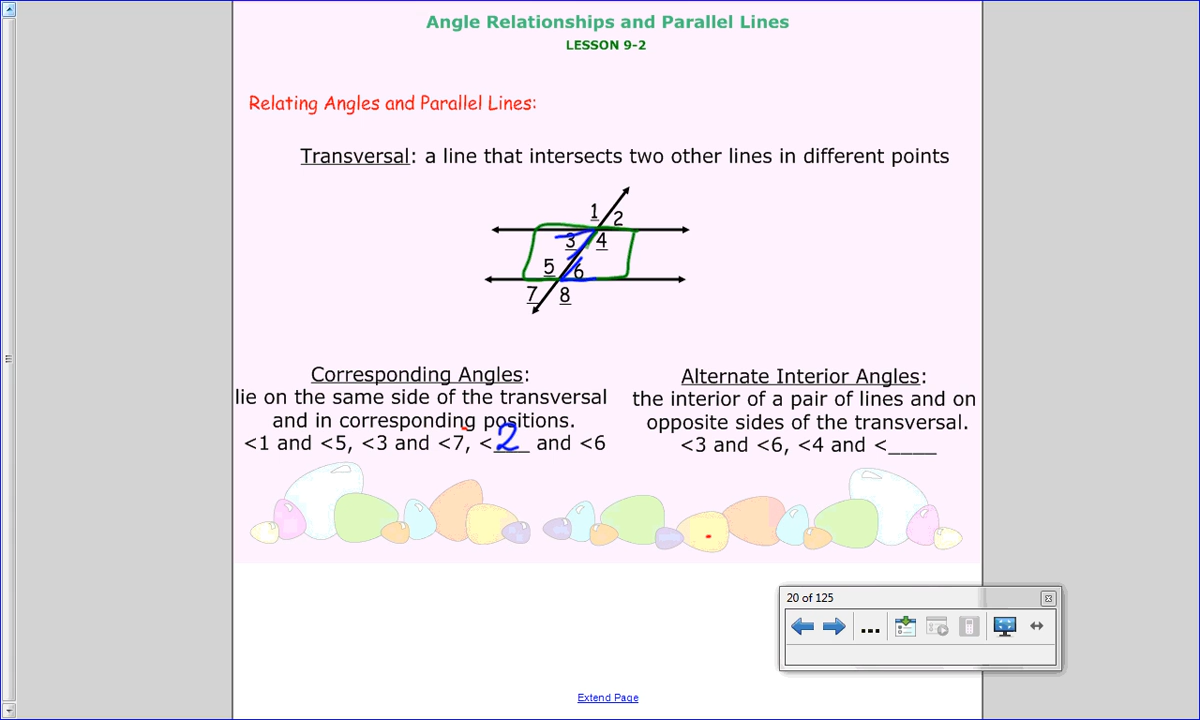 Angle Relationships and Parallel Lines
LESSON 9-2
Relating Angles and Parallel Lines:
Transversal: a line that intersects two other lines in different points
1 2
3 4
5 6
7 8
Corresponding Angles:
lie on the same side of the transversal
and in corresponding positions.
<1 and <5, <3 and <7, <2 and <6
Alternate Interior Angles:
the interior of a pair of lines and on
opposite sides of the transversal.
<3 and <6, <4 and <____
20 of 125
...
Extend Page